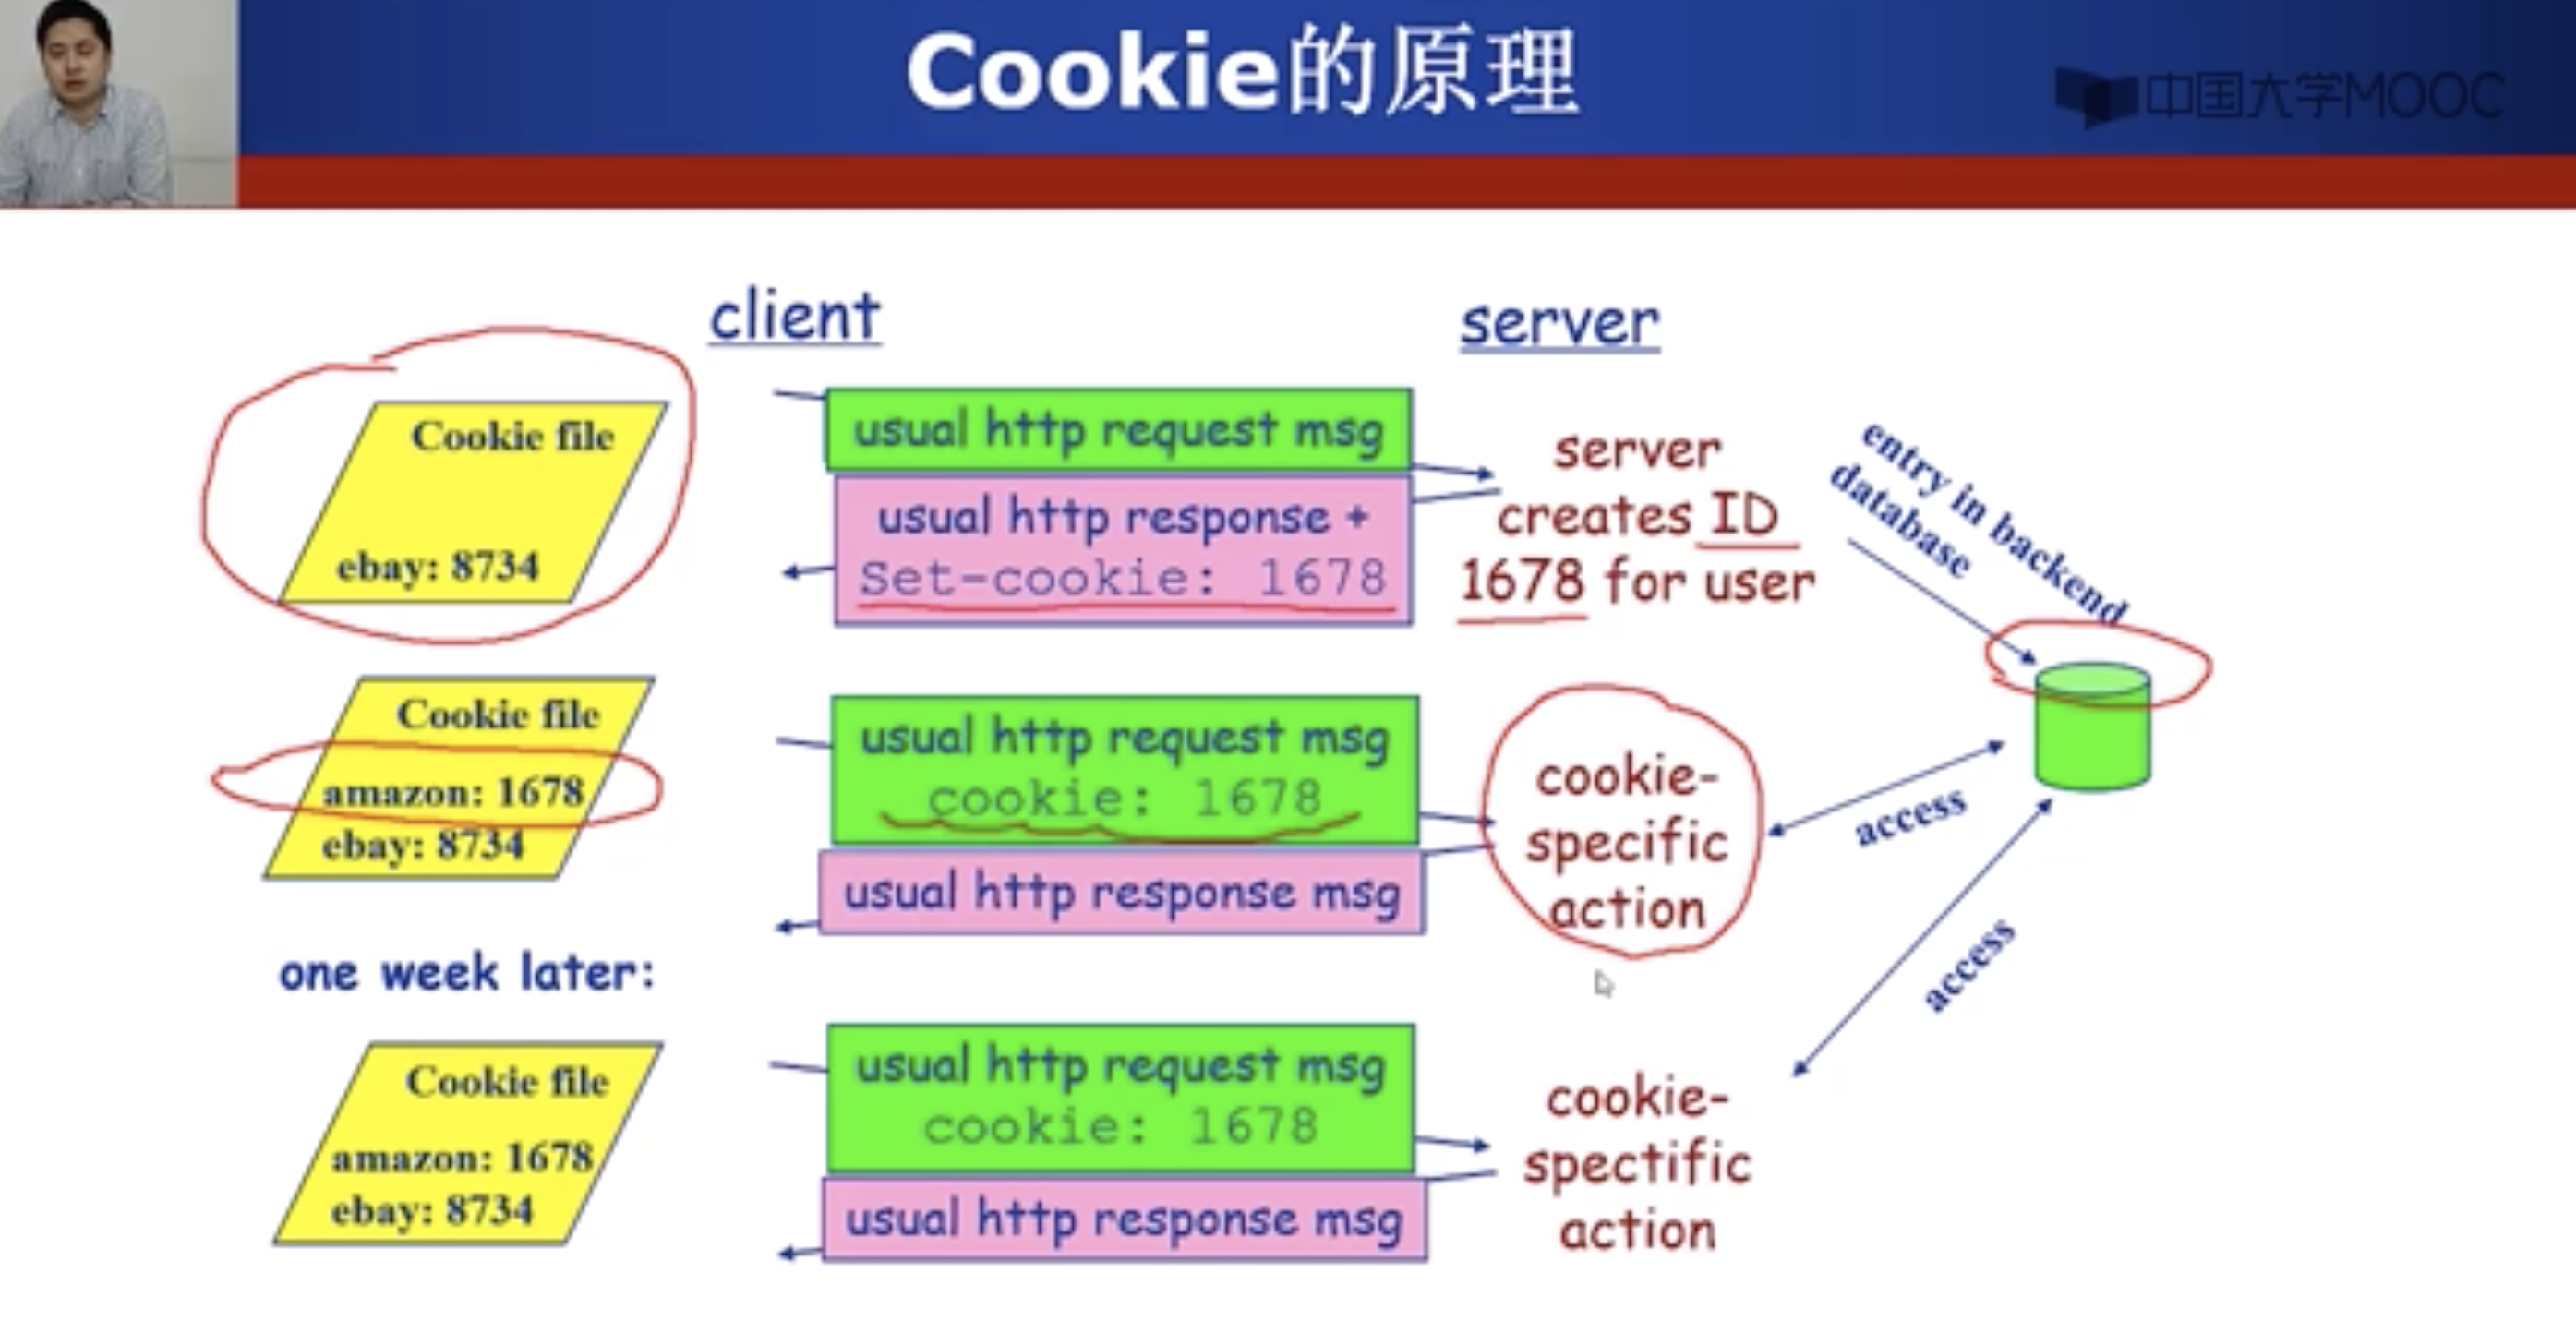 Cookie的原理
中国大学MOOC
client
server
Cookie file
ebay: 8734
usual http request msg
usual http response +
Set-cookie: 1678
server
creates ID
1678 for user
entry in backend
database
Cookie file
amazon: 1678
ebay: 8734
usual http request msg
cookie: 1678
usual http response msg
cookie-
specific
action
access
access
one week later:
Cookie file
amazon: 1678
ebay: 8734
usual http request msg
cookie: 1678
usual http response msg
cookie-
spectific
action